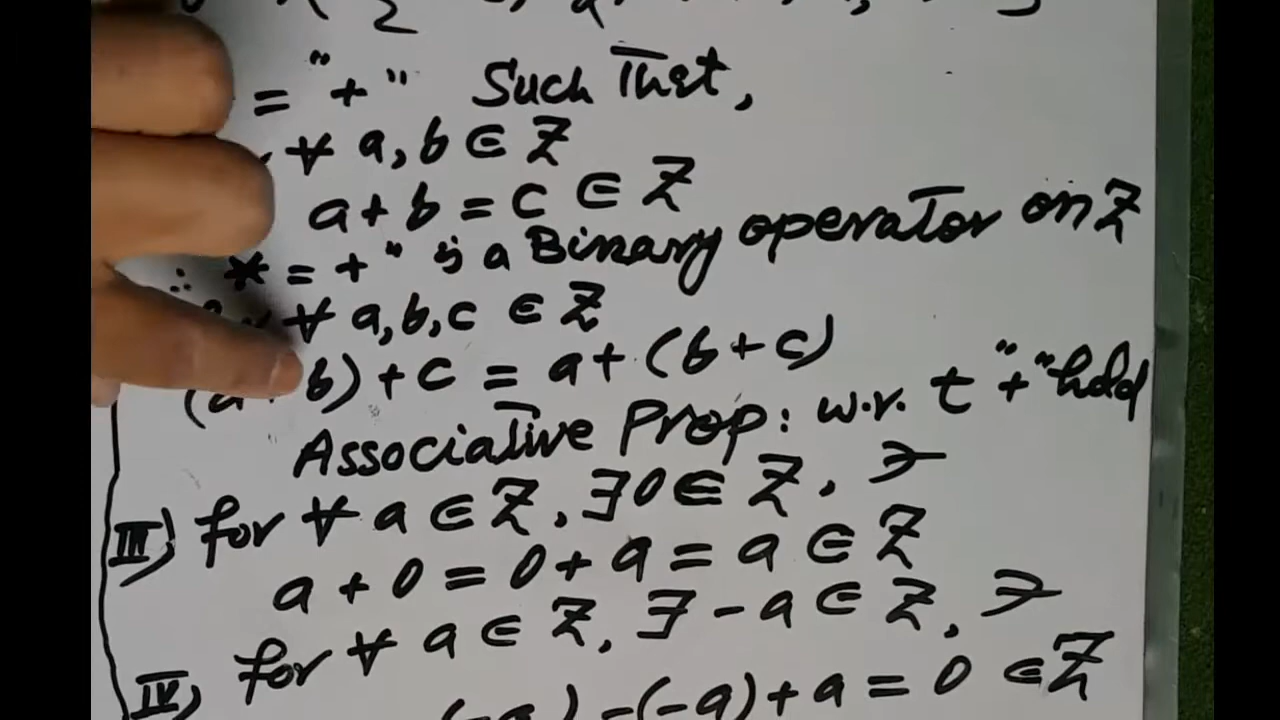 = "+" Such That,
∀ a, b ∈ Z
a + b = c ∈ Z
∴ * = +" is a Binary operator on Z
∀ a, b, c ∈ Z
(a + b) + c = a + (b + c)
Associative Prop: w.r.t "+" hold
III) for ∀ a ∈ Z, ∃ 0 ∈ Z, ∋
a + 0 = 0 + a = a ∈ Z
IV) for ∀ a ∈ Z, ∃ -a ∈ Z, ∋
(-a) = (-a) + a = 0 ∈ Z